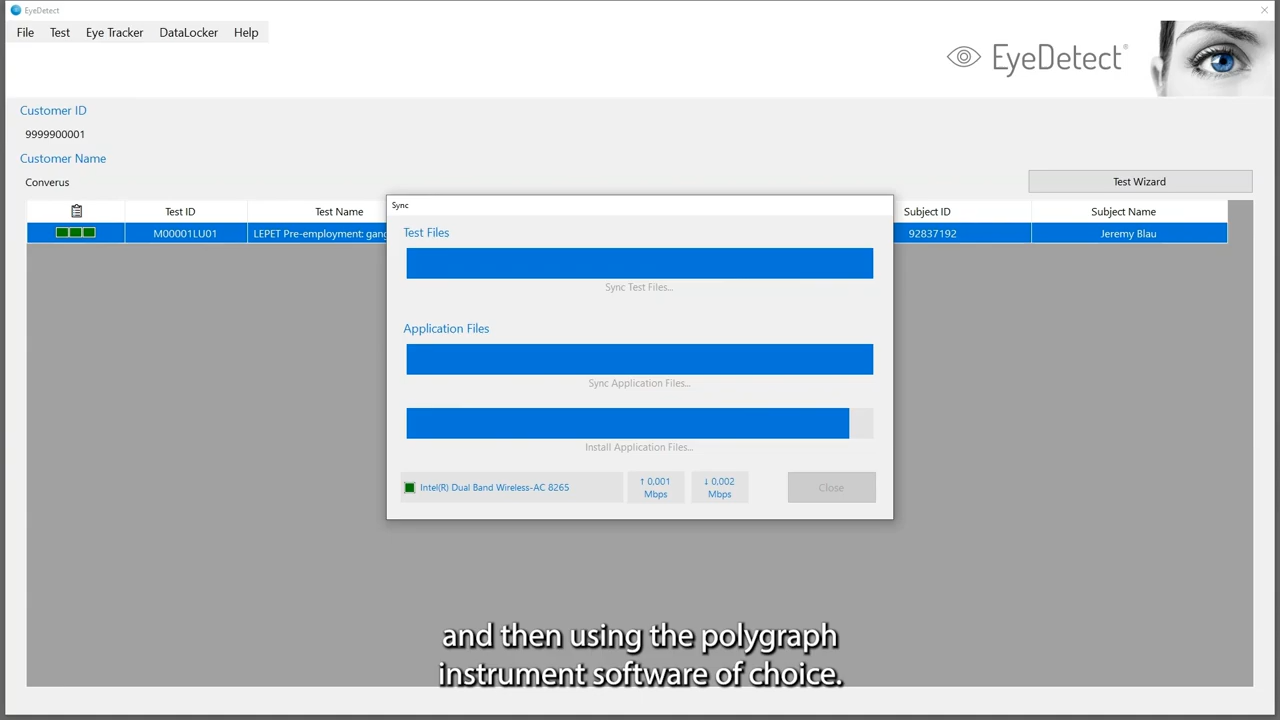 EyeDetect
File Test Eye Tracker DataLocker Help
EyeDetect®
Customer ID
9999900001
Customer Name
Converus
Test Wizard
Test ID Test Name Subject ID Subject Name
M00001LU01 LEPET Pre-employment: gang 92837192 Jeremy Blau
Sync
Test Files
Sync Test Files...
Application Files
Sync Application Files...
Install Application Files...
Intel(R) Dual Band Wireless-AC 8265
↑ 0,001 Mbps
↓ 0,002 Mbps
Close
and then using the polygraph
instrument software of choice.